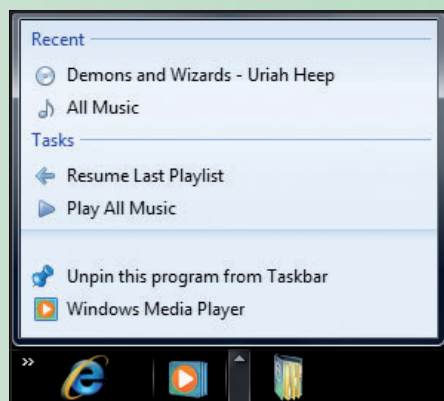 Recent
Demons and Wizards - Uriah Heep
All Music
Tasks
Resume Last Playlist
Play All Music
Unpin this program from Taskbar
Windows Media Player
»